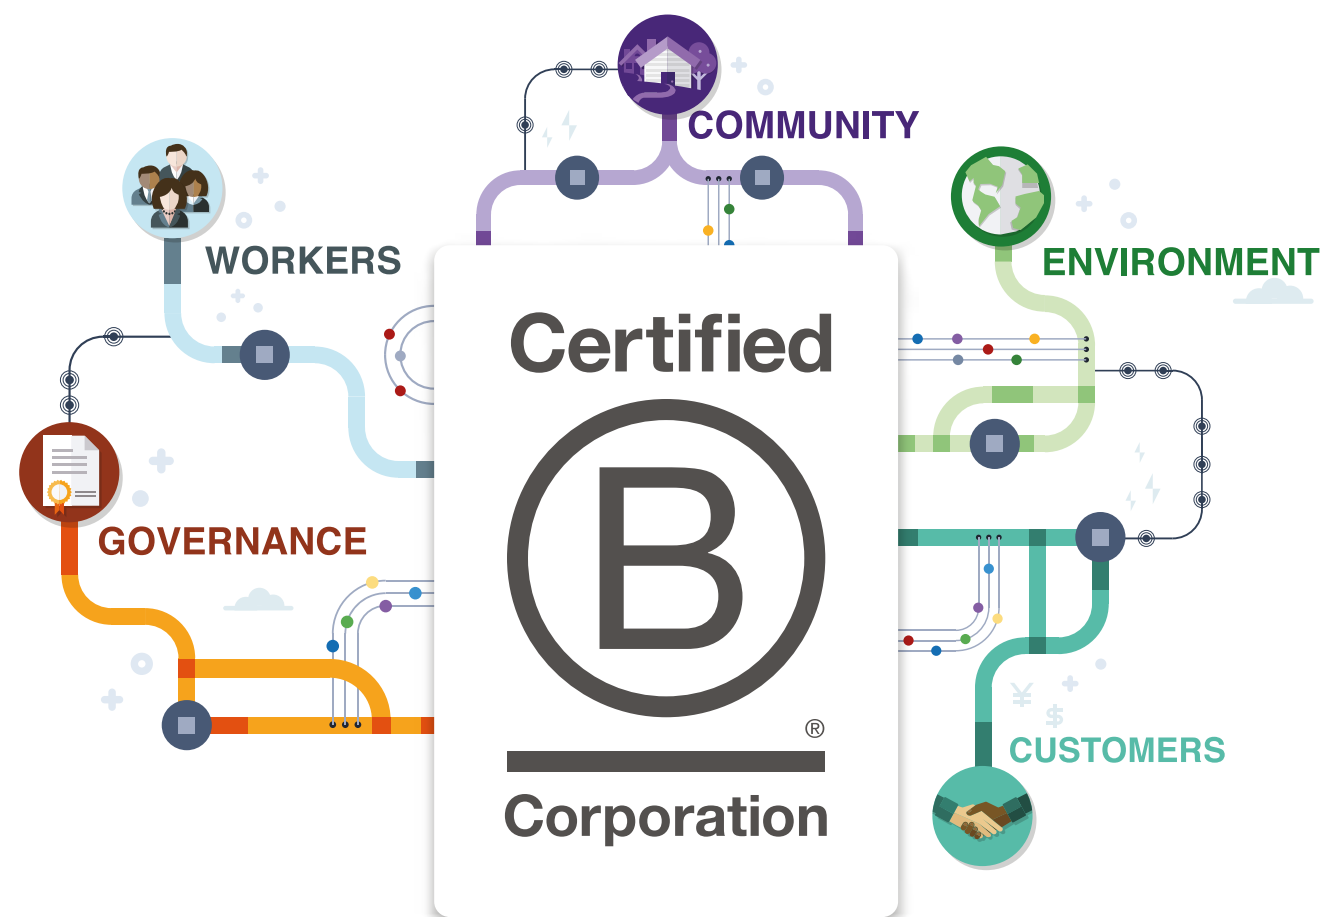 COMMUNITY
WORKERS
ENVIRONMENT
Certified
B
®
Corporation
GOVERNANCE
¥
$
CUSTOMERS